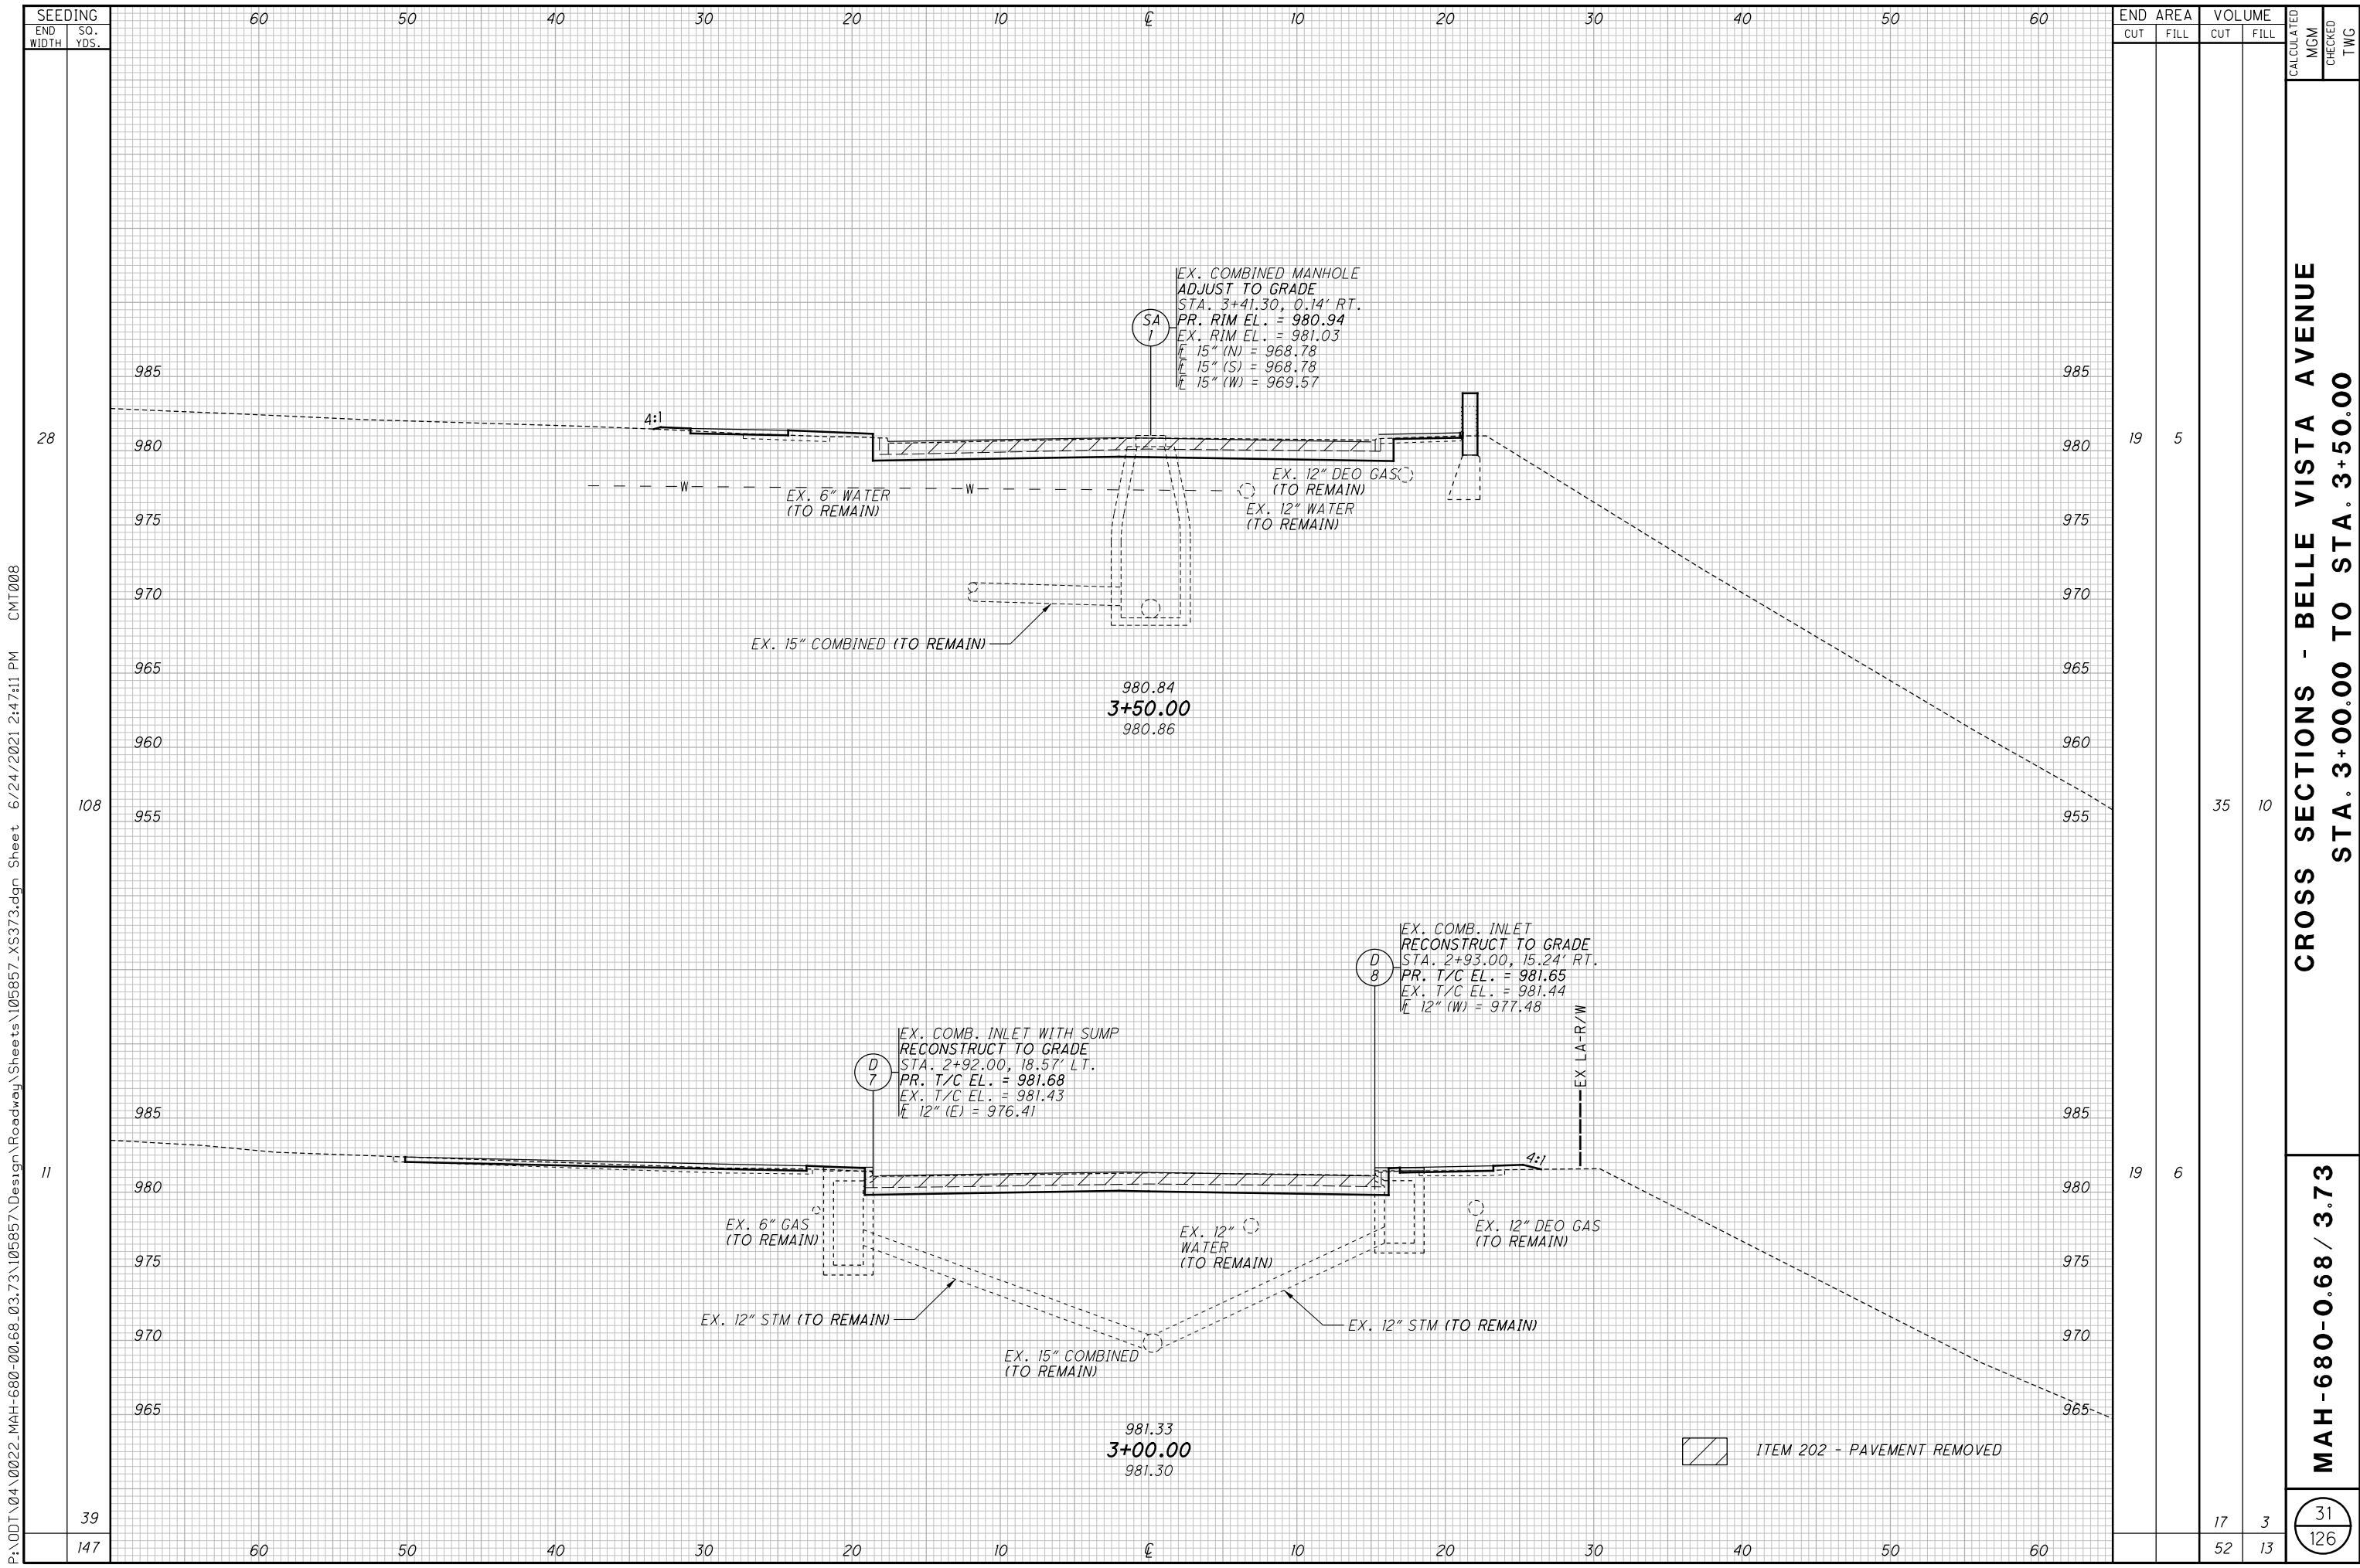 SEEDING
END WIDTH
SQ. YDS.
60 50 40 30 20 10 ℄ 10 20 30 40 50 60
END AREA
VOLUME
CUT FILL CUT FILL
CALCULATED
MGM
CHECKED
TWG
EX. COMBINED MANHOLE
ADJUST TO GRADE
STA. 3+41.30, 0.14' RT.
PR. RIM EL. = 980.94
EX. RIM EL. = 981.03
15" (N) = 968.78
15" (S) = 968.78
15" (W) = 969.57
SA
1
985 985
4:1
28
980 980
19 5
EX. 12" DEO GAS
(TO REMAIN)
W W
EX. 6" WATER
(TO REMAIN)
EX. 12" WATER
(TO REMAIN)
975 975
970 970
EX. 15" COMBINED (TO REMAIN)
965 965
980.84
3+50.00
980.86
960 960
108
955 955
35 10
EX. COMB. INLET
RECONSTRUCT TO GRADE
STA. 2+93.00, 15.24' RT.
PR. T/C EL. = 981.65
EX. T/C EL. = 981.44
12" (W) = 977.48
D
8
EX LA-R/W
EX. COMB. INLET WITH SUMP
RECONSTRUCT TO GRADE
STA. 2+92.00, 18.57' LT.
PR. T/C EL. = 981.68
EX. T/C EL. = 981.43
12" (E) = 976.41
D
7
985 985
4:1
11
980 980
19 6
EX. 6" GAS
(TO REMAIN)
EX. 12"
WATER
(TO REMAIN)
EX. 12" DEO GAS
(TO REMAIN)
975 975
EX. 12" STM (TO REMAIN)
EX. 12" STM (TO REMAIN)
970 970
EX. 15" COMBINED
(TO REMAIN)
965 965
981.33
3+00.00
981.30
ITEM 202 - PAVEMENT REMOVED
39
17 3
147
60 50 40 30 20 10 ℄ 10 20 30 40 50 60
52 13
CROSS SECTIONS - BELLE VISTA AVENUE
STA. 3+00.00 TO STA. 3+50.00
MAH-680-0.68/ 3.73
31
126
P:\ODT\04\0022_MAH-680-00.68_03.73\105857\Design\Roadway\Sheets\105857_XS373.dgn Sheet 6/24/2021 2:47:11 PM CMT008